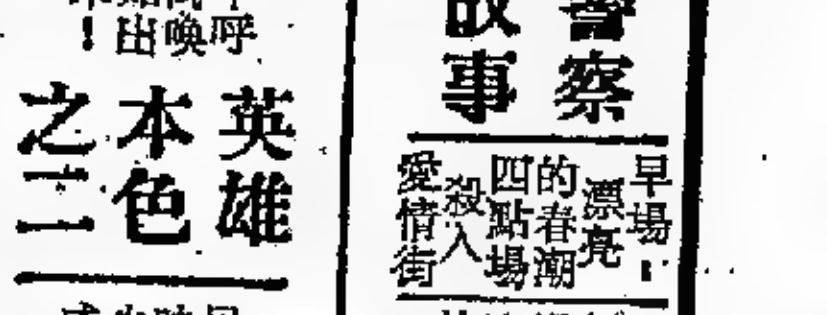 警察
故事
早場：
漂亮
的春潮
四點場
殺入
愛情街
呼
喚
出
！
英雄
本色
之二